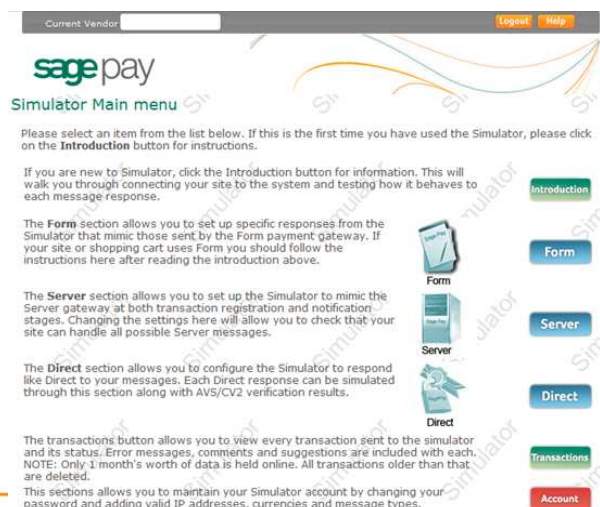 Current Vendor
Logout Help
sage pay
Simulator Main menu
Please select an item from the list below. If this is the first time you have used the Simulator, please click
on the Introduction button for instructions.
If you are new to Simulator, click the Introduction button for information. This will
walk you through connecting your site to the system and testing how it behaves to
each message response.
Introduction
The Form section allows you to set up specific responses from the
Simulator that mimic those sent by the Form payment gateway. If
your site or shopping cart uses Form you should follow the
instructions here after reading the introduction above.
Form
Form
The Server section allows you to set up the Simulator to mimic the
Server gateway at both transaction registration and notification
stages. Changing the settings here will allow you to check that your
site can handle all possible Server messages.
Server
Server
The Direct section allows you to configure the Simulator to respond
like Direct to your messages. Each Direct response can be simulated
through this section along with AVS/CV2 verification results.
Direct
Direct
The transactions button allows you to view every transaction sent to the simulator
and its status. Error messages, comments and suggestions are included with each.
NOTE: Only 1 month's worth of data is held online. All transactions older than that
are deleted.
Transactions
This sections allows you to maintain your Simulator account by changing your
password and adding valid IP addresses, currencies and message types.
Account